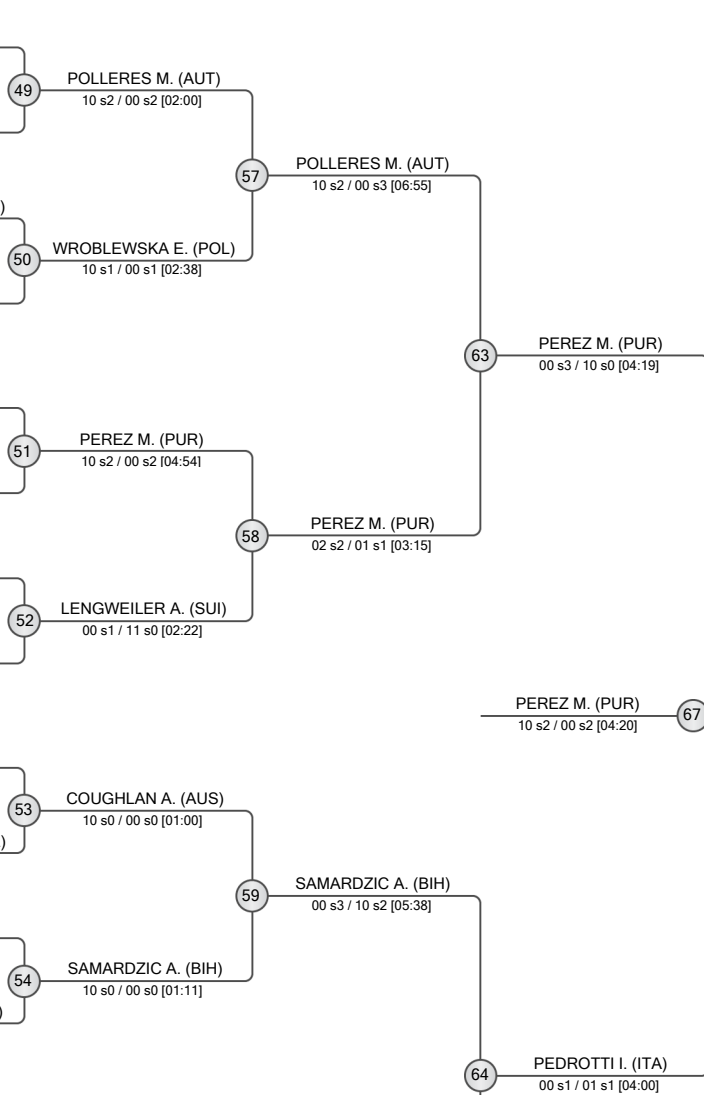 POLLERES M. (AUT)
49
10 s2 / 00 s2 [02:00]
POLLERES M. (AUT)
57
10 s2 / 00 s3 [06:55]
)
WROBLEWSKA E. (POL)
50
10 s1 / 00 s1 [02:38]
PEREZ M. (PUR)
63
00 s3 / 10 s0 [04:19]
PEREZ M. (PUR)
51
10 s2 / 00 s2 [04:54]
PEREZ M. (PUR)
58
02 s2 / 01 s1 [03:15]
LENGWEILER A. (SUI)
52
00 s1 / 11 s0 [02:22]
PEREZ M. (PUR)
67
10 s2 / 00 s2 [04:20]
COUGHLAN A. (AUS)
53
10 s0 / 00 s0 [01:00]
)
SAMARDZIC A. (BIH)
59
00 s3 / 10 s2 [05:38]
SAMARDZIC A. (BIH)
54
10 s0 / 00 s0 [01:11]
)
PEDROTTI I. (ITA)
64
00 s1 / 01 s1 [04:00]